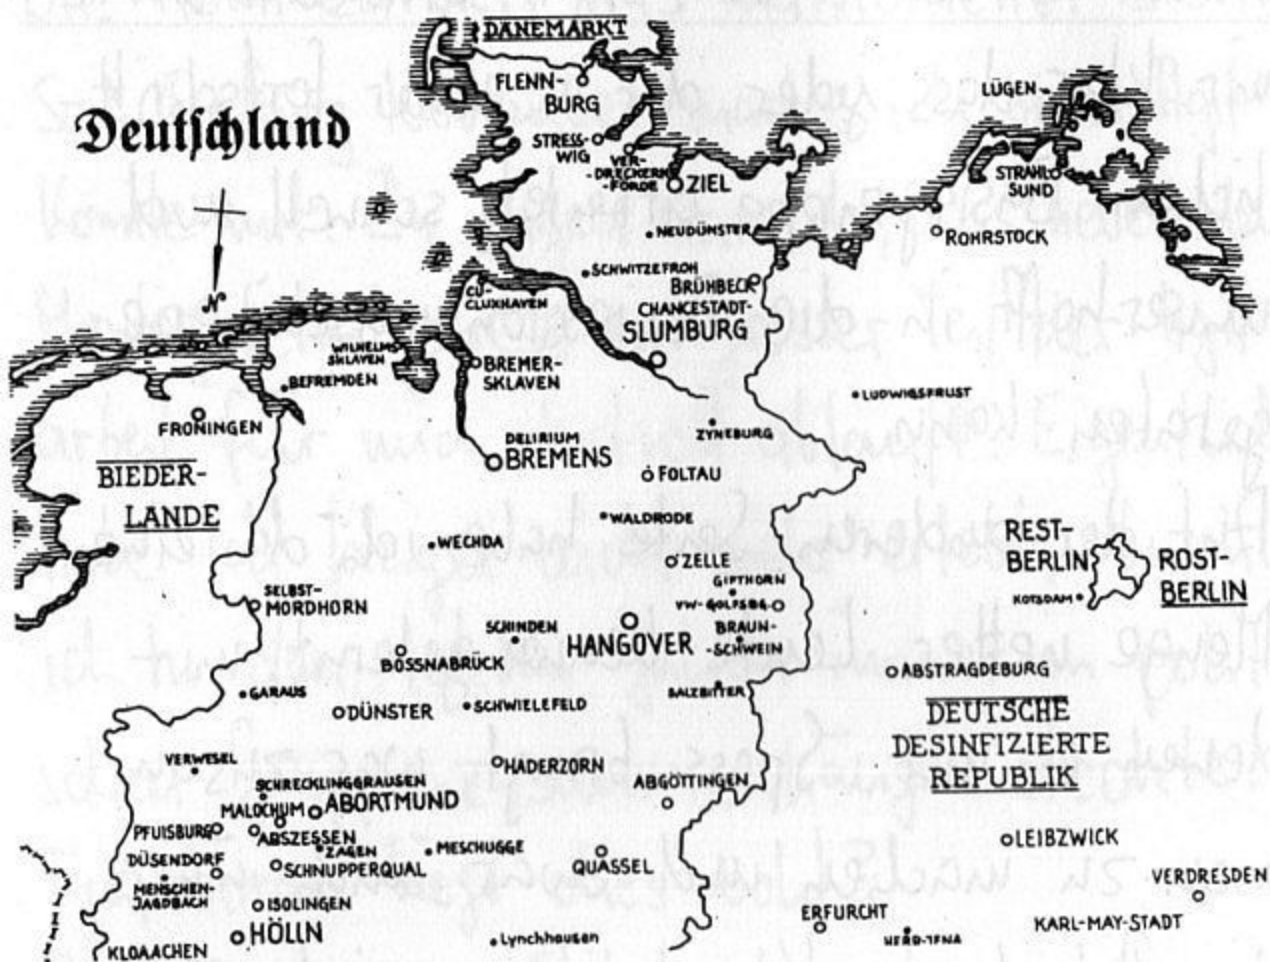 DÄNEMARKT
FLENN-
BURG
LÜGEN
Deutschland
STRESS-
WIG
VER-
-DRECKERN-
-FÖRDE
ZIEL
STRAHL
SUND
NEUDÜNSTER
ROHRSTOCK
SCHWITZEFROH
BRÜHBECK
CU-
CLUXHAVEN
CHANCESTADT-
SLUMBURG
N
WILHELMS
SKLAVEN
BREMER-
SKLAVEN
BEFREMDEN
LUDWIGSFRUST
FRÖNINGEN
ZYNEBURG
DELIRIUM
BREMENS
BIEDER-
LANDE
FOLTAU
WALDRODE
WECHDA
ZELLE
REST-
BERLIN
ROST-
BERLIN
GIFTHORN
SELBST-
MORDHORN
VW-GOLFSBG
KOTSDAM
SCHINDEN
HANGOVER
BRAUN-
-SCHWEIN
BÖSSNABRÜCK
ABSTRAGDEBURG
GARAUS
SALZBITTER
DÜNSTER
SCHWIELEFELD
DEUTSCHE
DESINFIZIERTE
REPUBLIK
VERWESEL
HADERZORN
SCHRECKLINGGRAUSEN
ABGÖTTINGEN
MALOCHUM
ABORTMUND
PFUISBURG
ABSZESSEN
LEIBZWICK
ZAGEN
MESCHUGGE
DÜSENDORF
SCHNUPPERQUAL
QUASSEL
VERDRESDEN
MENSCHEN-
JAGDBACH
ISOLINGEN
ERFURCHT
KARL-MAY-STADT
HÖLLN
Lynchhausen
KLOAACHEN